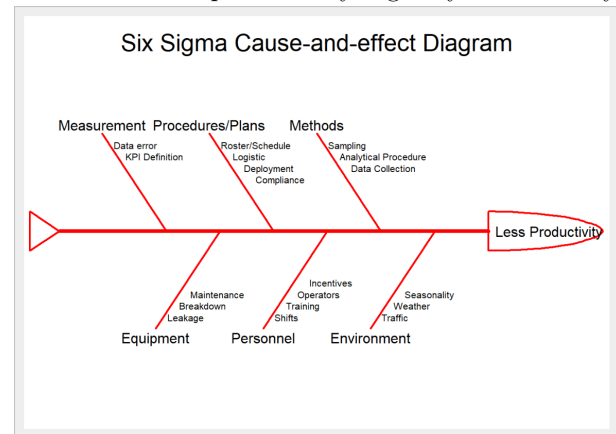 Six Sigma Cause-and-effect Diagram
Measurement
Procedures/Plans
Methods
Data error
KPI Definition
Roster/Schedule
Logistic
Deployment
Compliance
Sampling
Analytical Procedure
Data Collection
Less Productivity
Maintenance
Breakdown
Leakage
Incentives
Operators
Training
Shifts
Seasonality
Weather
Traffic
Equipment
Personnel
Environment